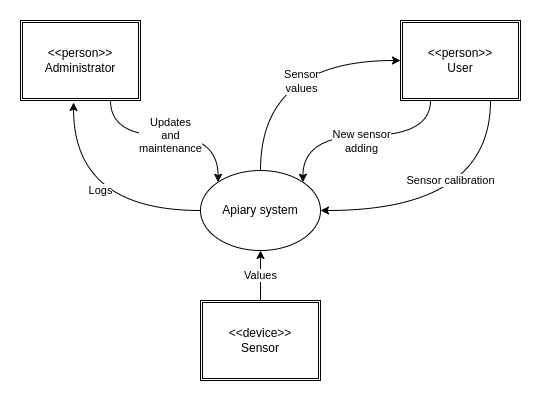 <<person>>
Administrator
<<person>>
User
Sensor
values
Updates
and
maintenance
New sensor
adding
Sensor calibration
Logs
Apiary system
Values
<<device>>
Sensor